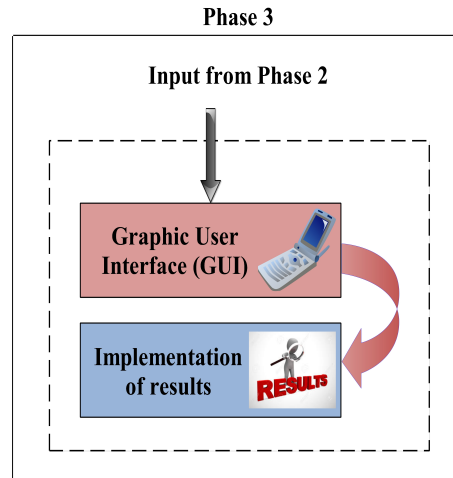 Phase 3
Input from Phase 2
Graphic User
Interface (GUI)
Implementation
of results
RESULTS